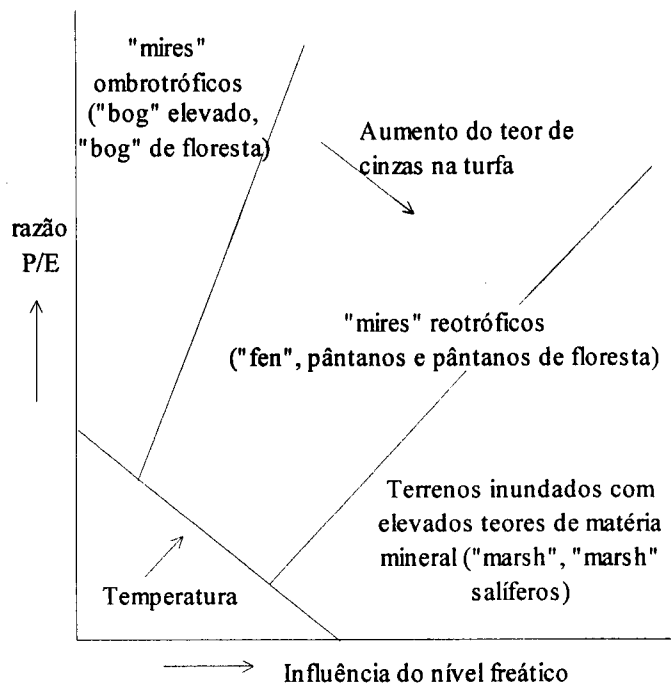 "mires"
ombrotróficos
("bog" elevado,
"bog" de floresta)
Aumento do teor de
cinzas na turfa
razão
P/E
"mires" reotróficos
("fen", pântanos e pântanos de floresta)
Terrenos inundados com
elevados teores de matéria
mineral ("marsh", "marsh"
salíferos)
Temperatura
Influência do nível freático